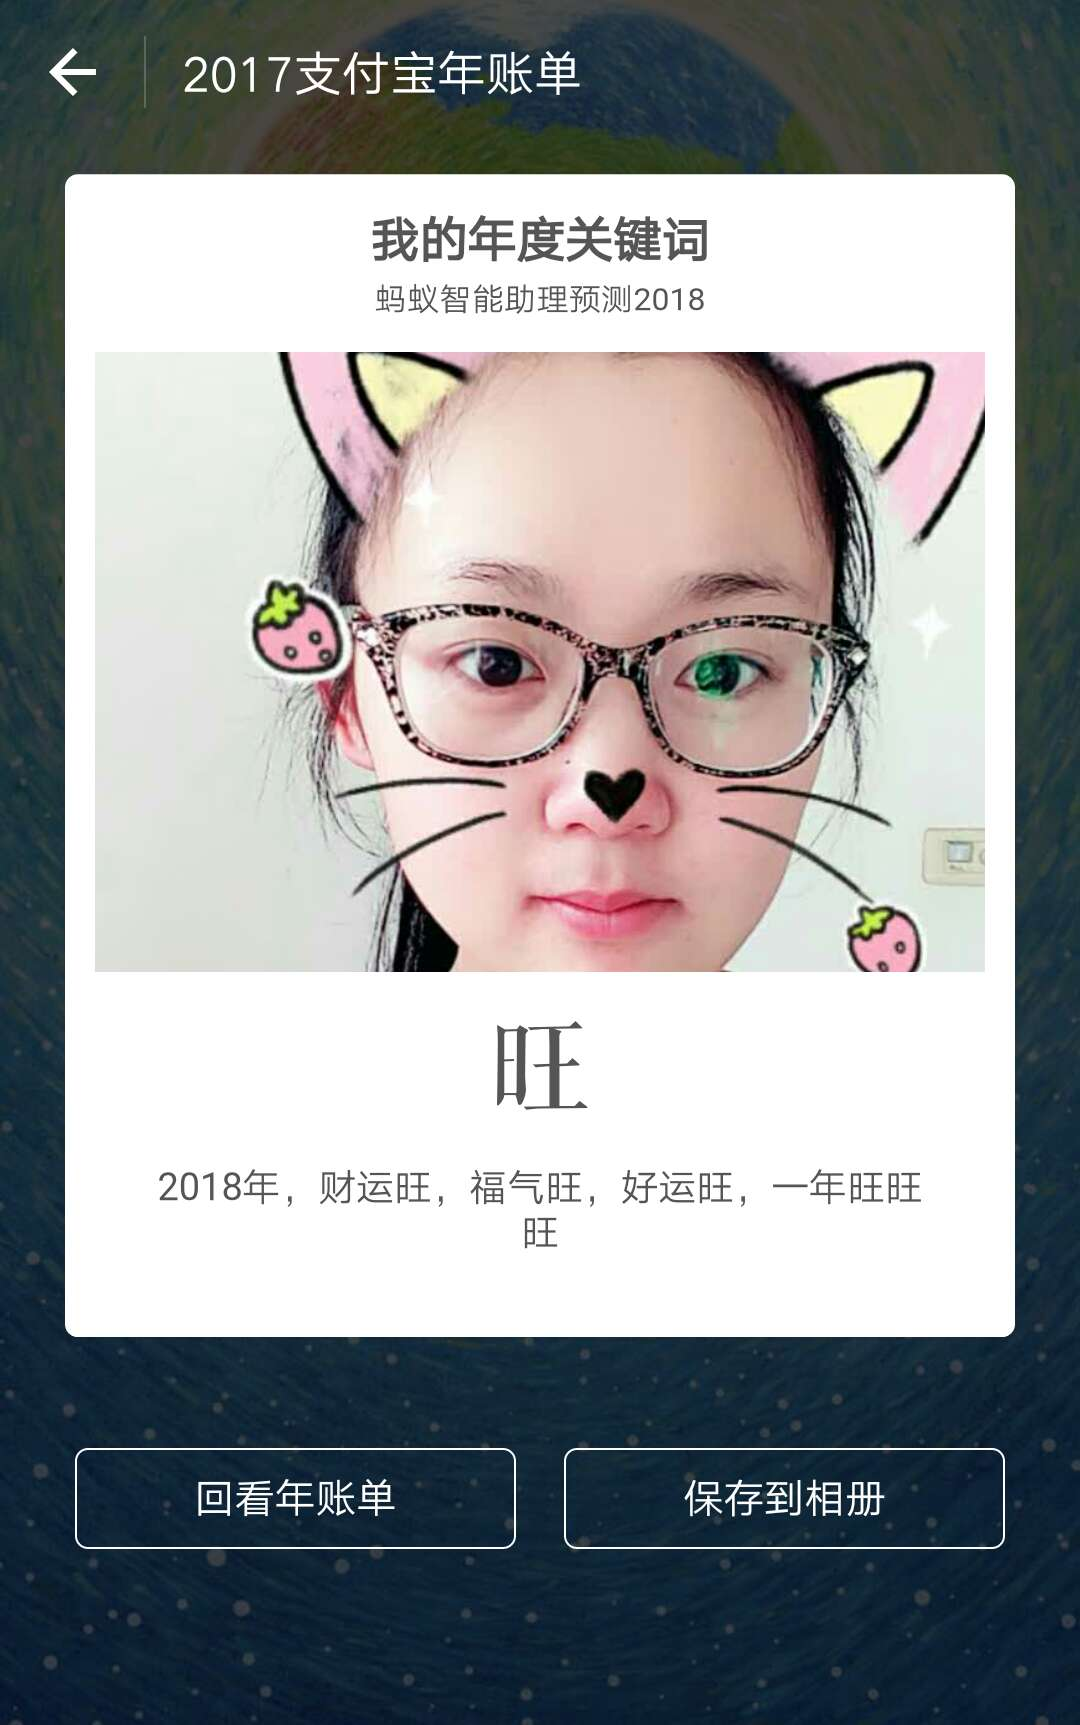 2017支付宝年账单
我的年度关键词
蚂蚁智能助理预测2018
旺
2018年，财运旺，福气旺，好运旺，一年旺旺
旺
回看年账单
保存到相册